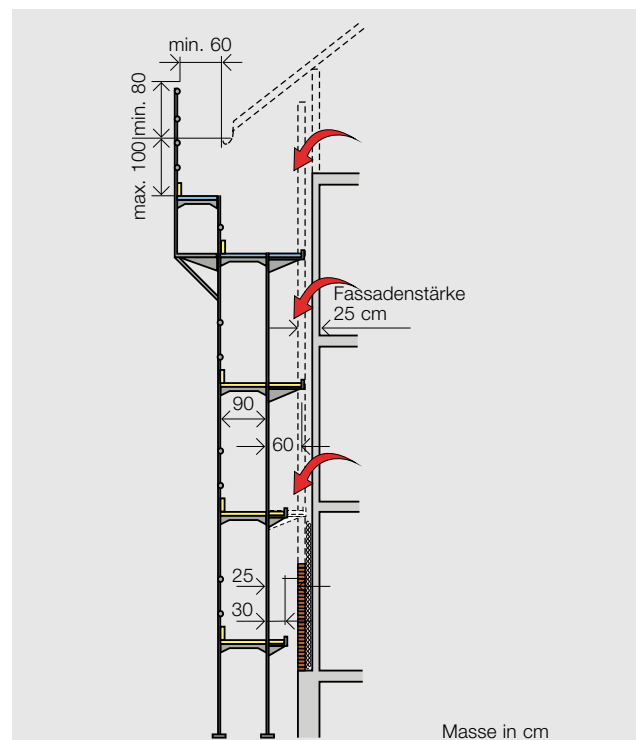 min. 60
min. 80
max. 100
Fassadenstärke
25 cm
90
60
25
30
Masse in cm